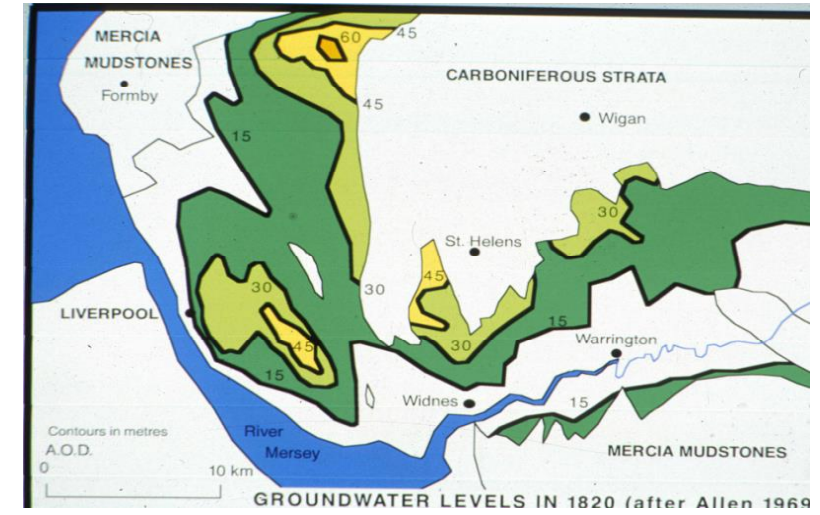 MERCIA
MUDSTONES
Formby
60
45
CARBONIFEROUS STRATA
45
Wigan
15
30
St. Helens
45
30
30
LIVERPOOL
15
45
30
Warrington
15
Widnes
15
Contours in metres
A.O.D.
River
Mersey
MERCIA MUDSTONES
0
10 km
GROUNDWATER LEVELS IN 1820 (after Allen 1969